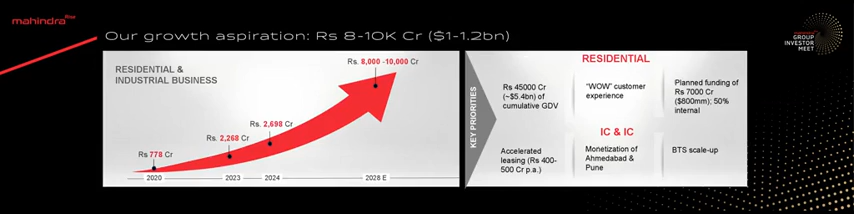 mahindra Rise
Our growth aspiration: Rs 8-10K Cr ($1-1.2bn)
GROUP
INVESTOR
MEET
RESIDENTIAL &
INDUSTRIAL BUSINESS
Rs. 8,000 -10,000 Cr
Rs. 2,698 Cr
Rs. 2,268 Cr
Rs 778 Cr
2020
2023
2024
2028 E
KEY PRIORITIES
RESIDENTIAL
Rs 45000 Cr
(~$5.4bn) of
cumulative GDV
"WOW" customer
experience
Planned funding of
Rs 7000 Cr
($800mm); 50%
internal
IC & IC
Accelerated
leasing (Rs 400-
500 Cr p.a.)
Monetization of
Ahmedabad &
Pune
BTS scale-up